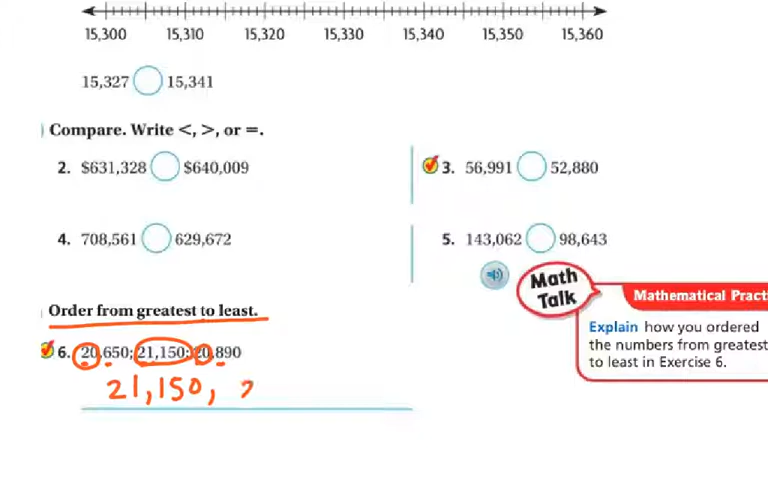 15,300 15,310 15,320 15,330 15,340 15,350 15,360
15,327 15,341
Compare. Write <, >, or =.
2. $631,328 $640,009
3. 56,991 52,880
4. 708,561 629,672
5. 143,062 98,643
Math
Talk
Mathematical Practi
Explain how you ordered
the numbers from greatest
to least in Exercise 6.
Order from greatest to least.
6. 20,650; 21,150; 20,890
21,150, 2